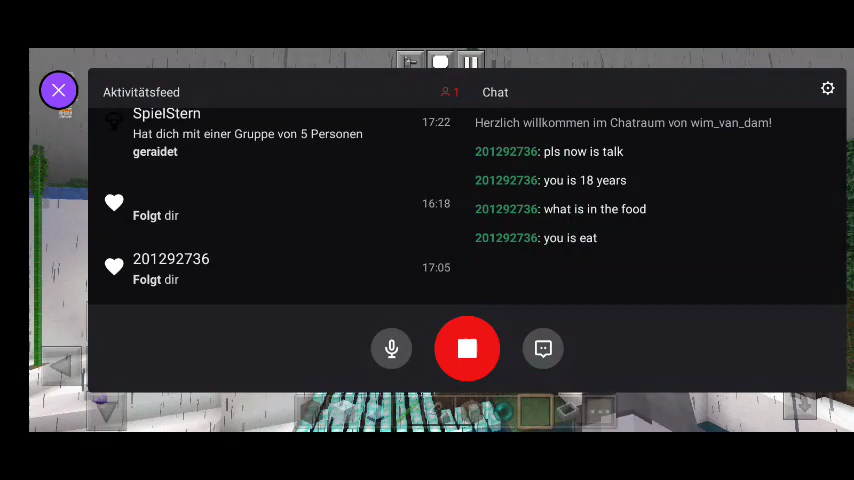 Aktivitätsfeed
1
SpielStern
17:22
Hat dich mit einer Gruppe von 5 Personen
geraidet
16:18
Folgt dir
201292736
17:05
Folgt dir
Chat
Herzlich willkommen im Chatraum von wim_van_dam!
201292736: pls now is talk
201292736: you is 18 years
201292736: what is in the food
201292736: you is eat